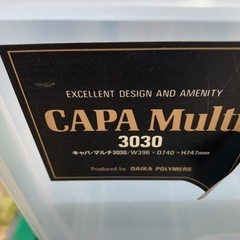 EXCELLENT DESIGN AND AMENITY
CAPA Multi
3030
キャパ・マルチ3030/W396×D740×H747mm
Produced by DAIKA POLYMERS